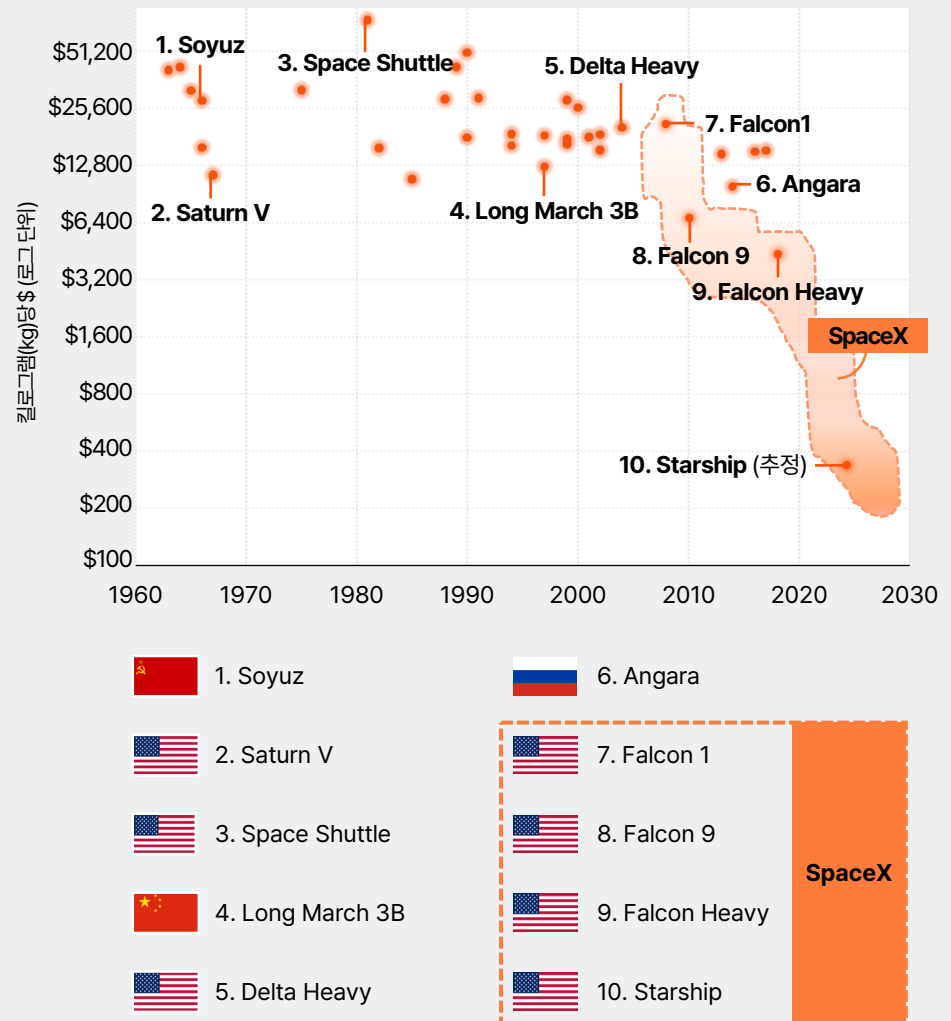 킬로그램(kg)당 $ (로그 단위)
$51,200
$25,600
$12,800
$6,400
$3,200
$1,600
$800
$400
$200
$100
1. Soyuz
3. Space Shuttle
5. Delta Heavy
7. Falcon1
6. Angara
2. Saturn V
4. Long March 3B
8. Falcon 9
9. Falcon Heavy
SpaceX
10. Starship (추정)
1960 1970 1980 1990 2000 2010 2020 2030
1. Soyuz
2. Saturn V
3. Space Shuttle
4. Long March 3B
5. Delta Heavy
6. Angara
7. Falcon 1
8. Falcon 9
9. Falcon Heavy
10. Starship
SpaceX